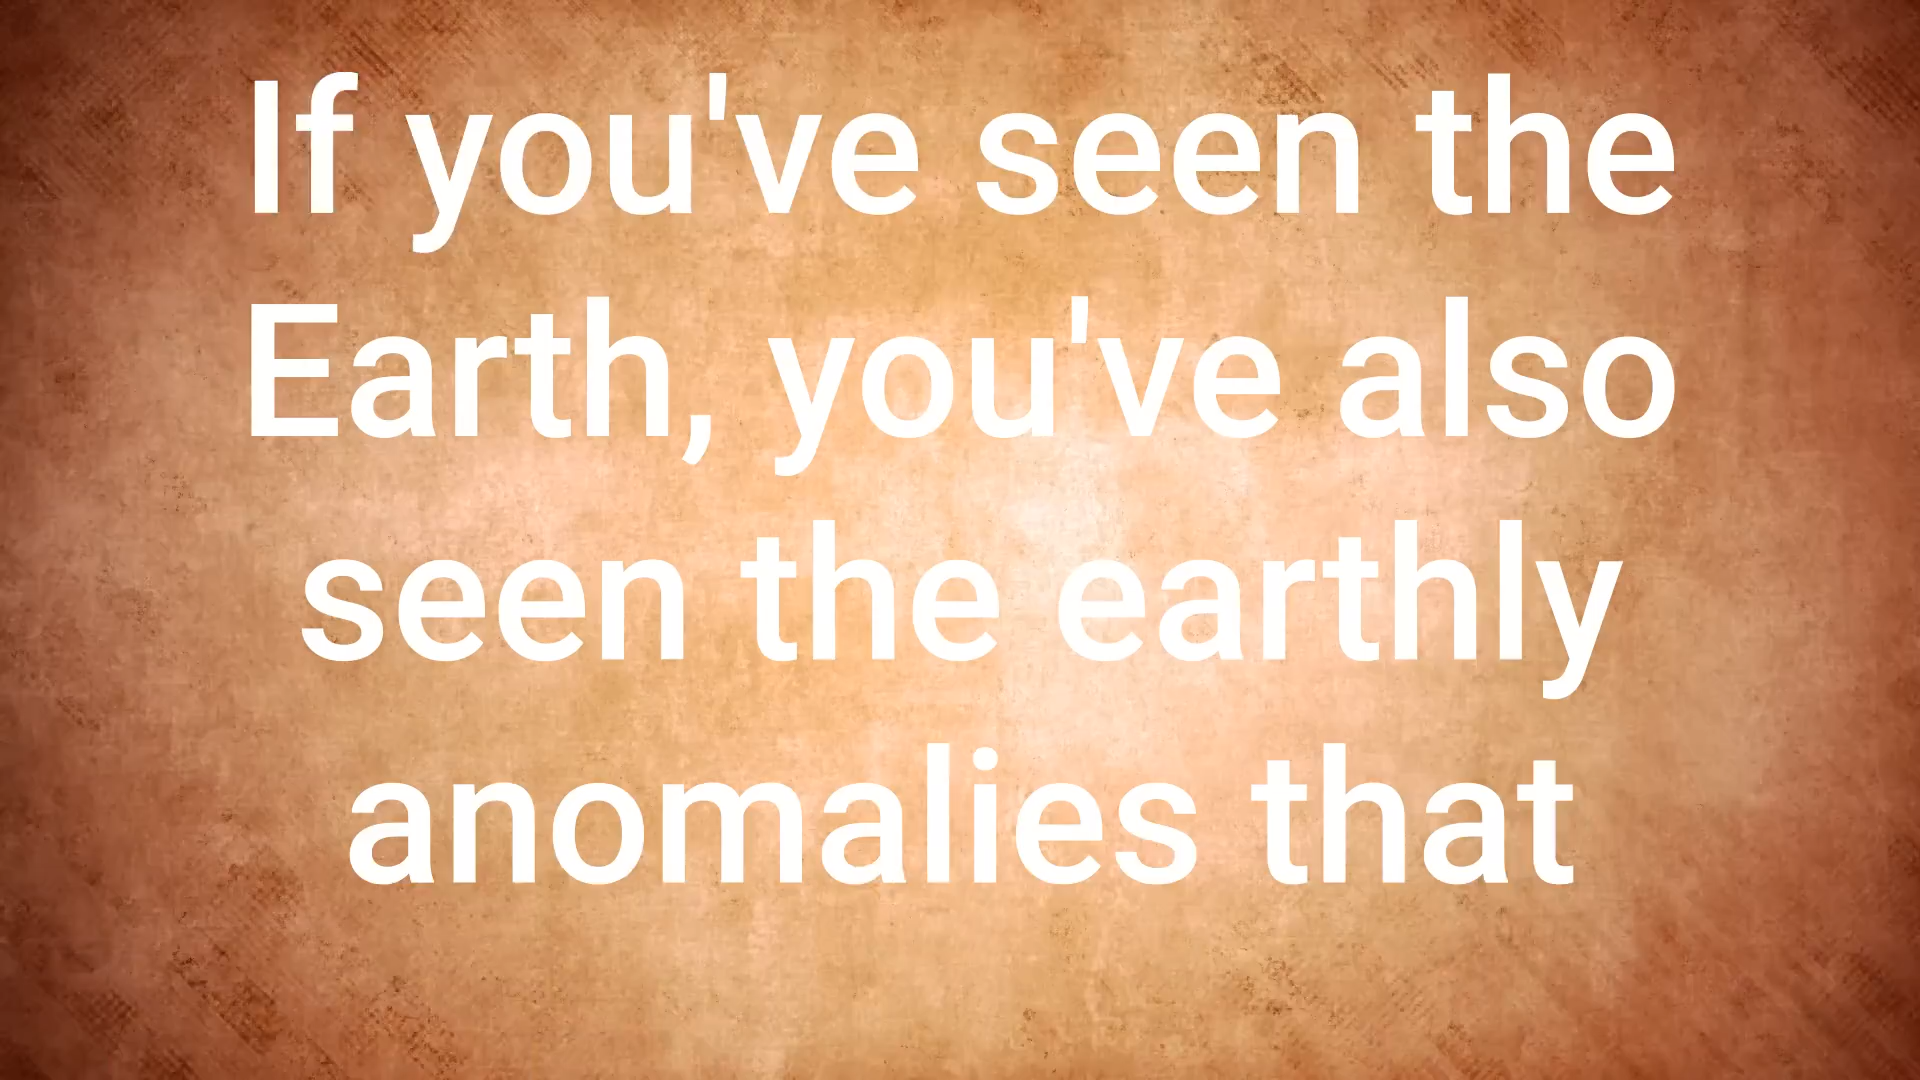 If you've seen the
Earth, you've also
seen the earthly
anomalies that